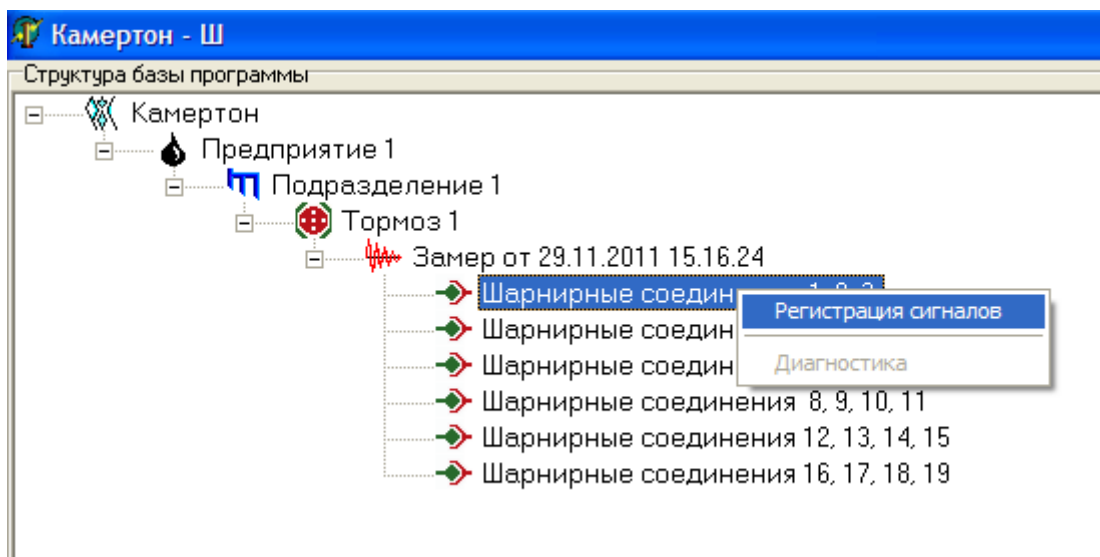 Камертон - Ш
Структура базы программы
Камертон
Предприятие 1
Подразделение 1
Тормоз 1
Замер от 29.11.2011 15.16.24
Шарнирные соедин
Регистрация сигналов
Шарнирные соедин
Шарнирные соедин
Диагностика
Шарнирные соединения 8, 9, 10, 11
Шарнирные соединения 12, 13, 14, 15
Шарнирные соединения 16, 17, 18, 19